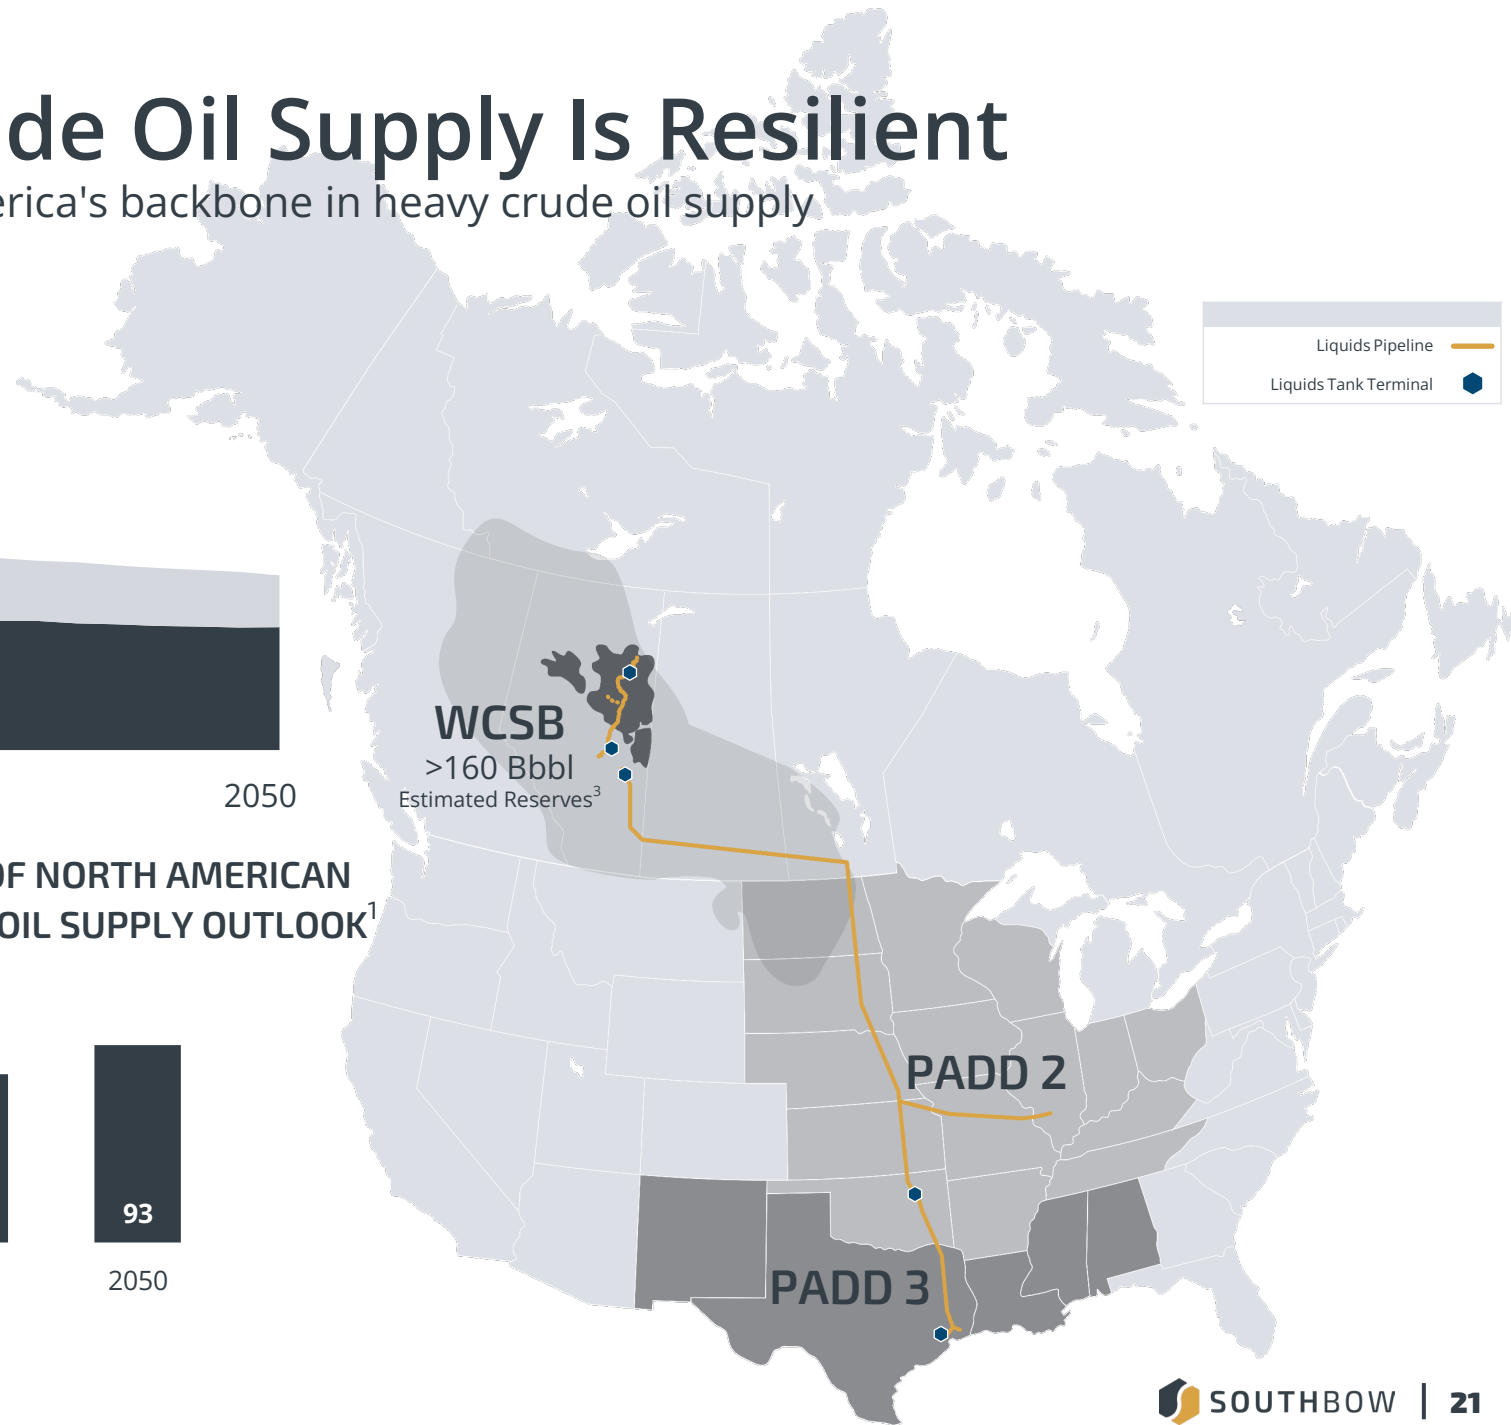 de Oil Supply Is Resilient
erica's backbone in heavy crude oil supply
Liquids Pipeline
Liquids Tank Terminal
WCSB
>160 Bbbl
Estimated Reserves3
2050
OF NORTH AMERICAN
OIL SUPPLY OUTLOOK1
PADD 2
93
2050
PADD 3
SOUTHBOW | 21